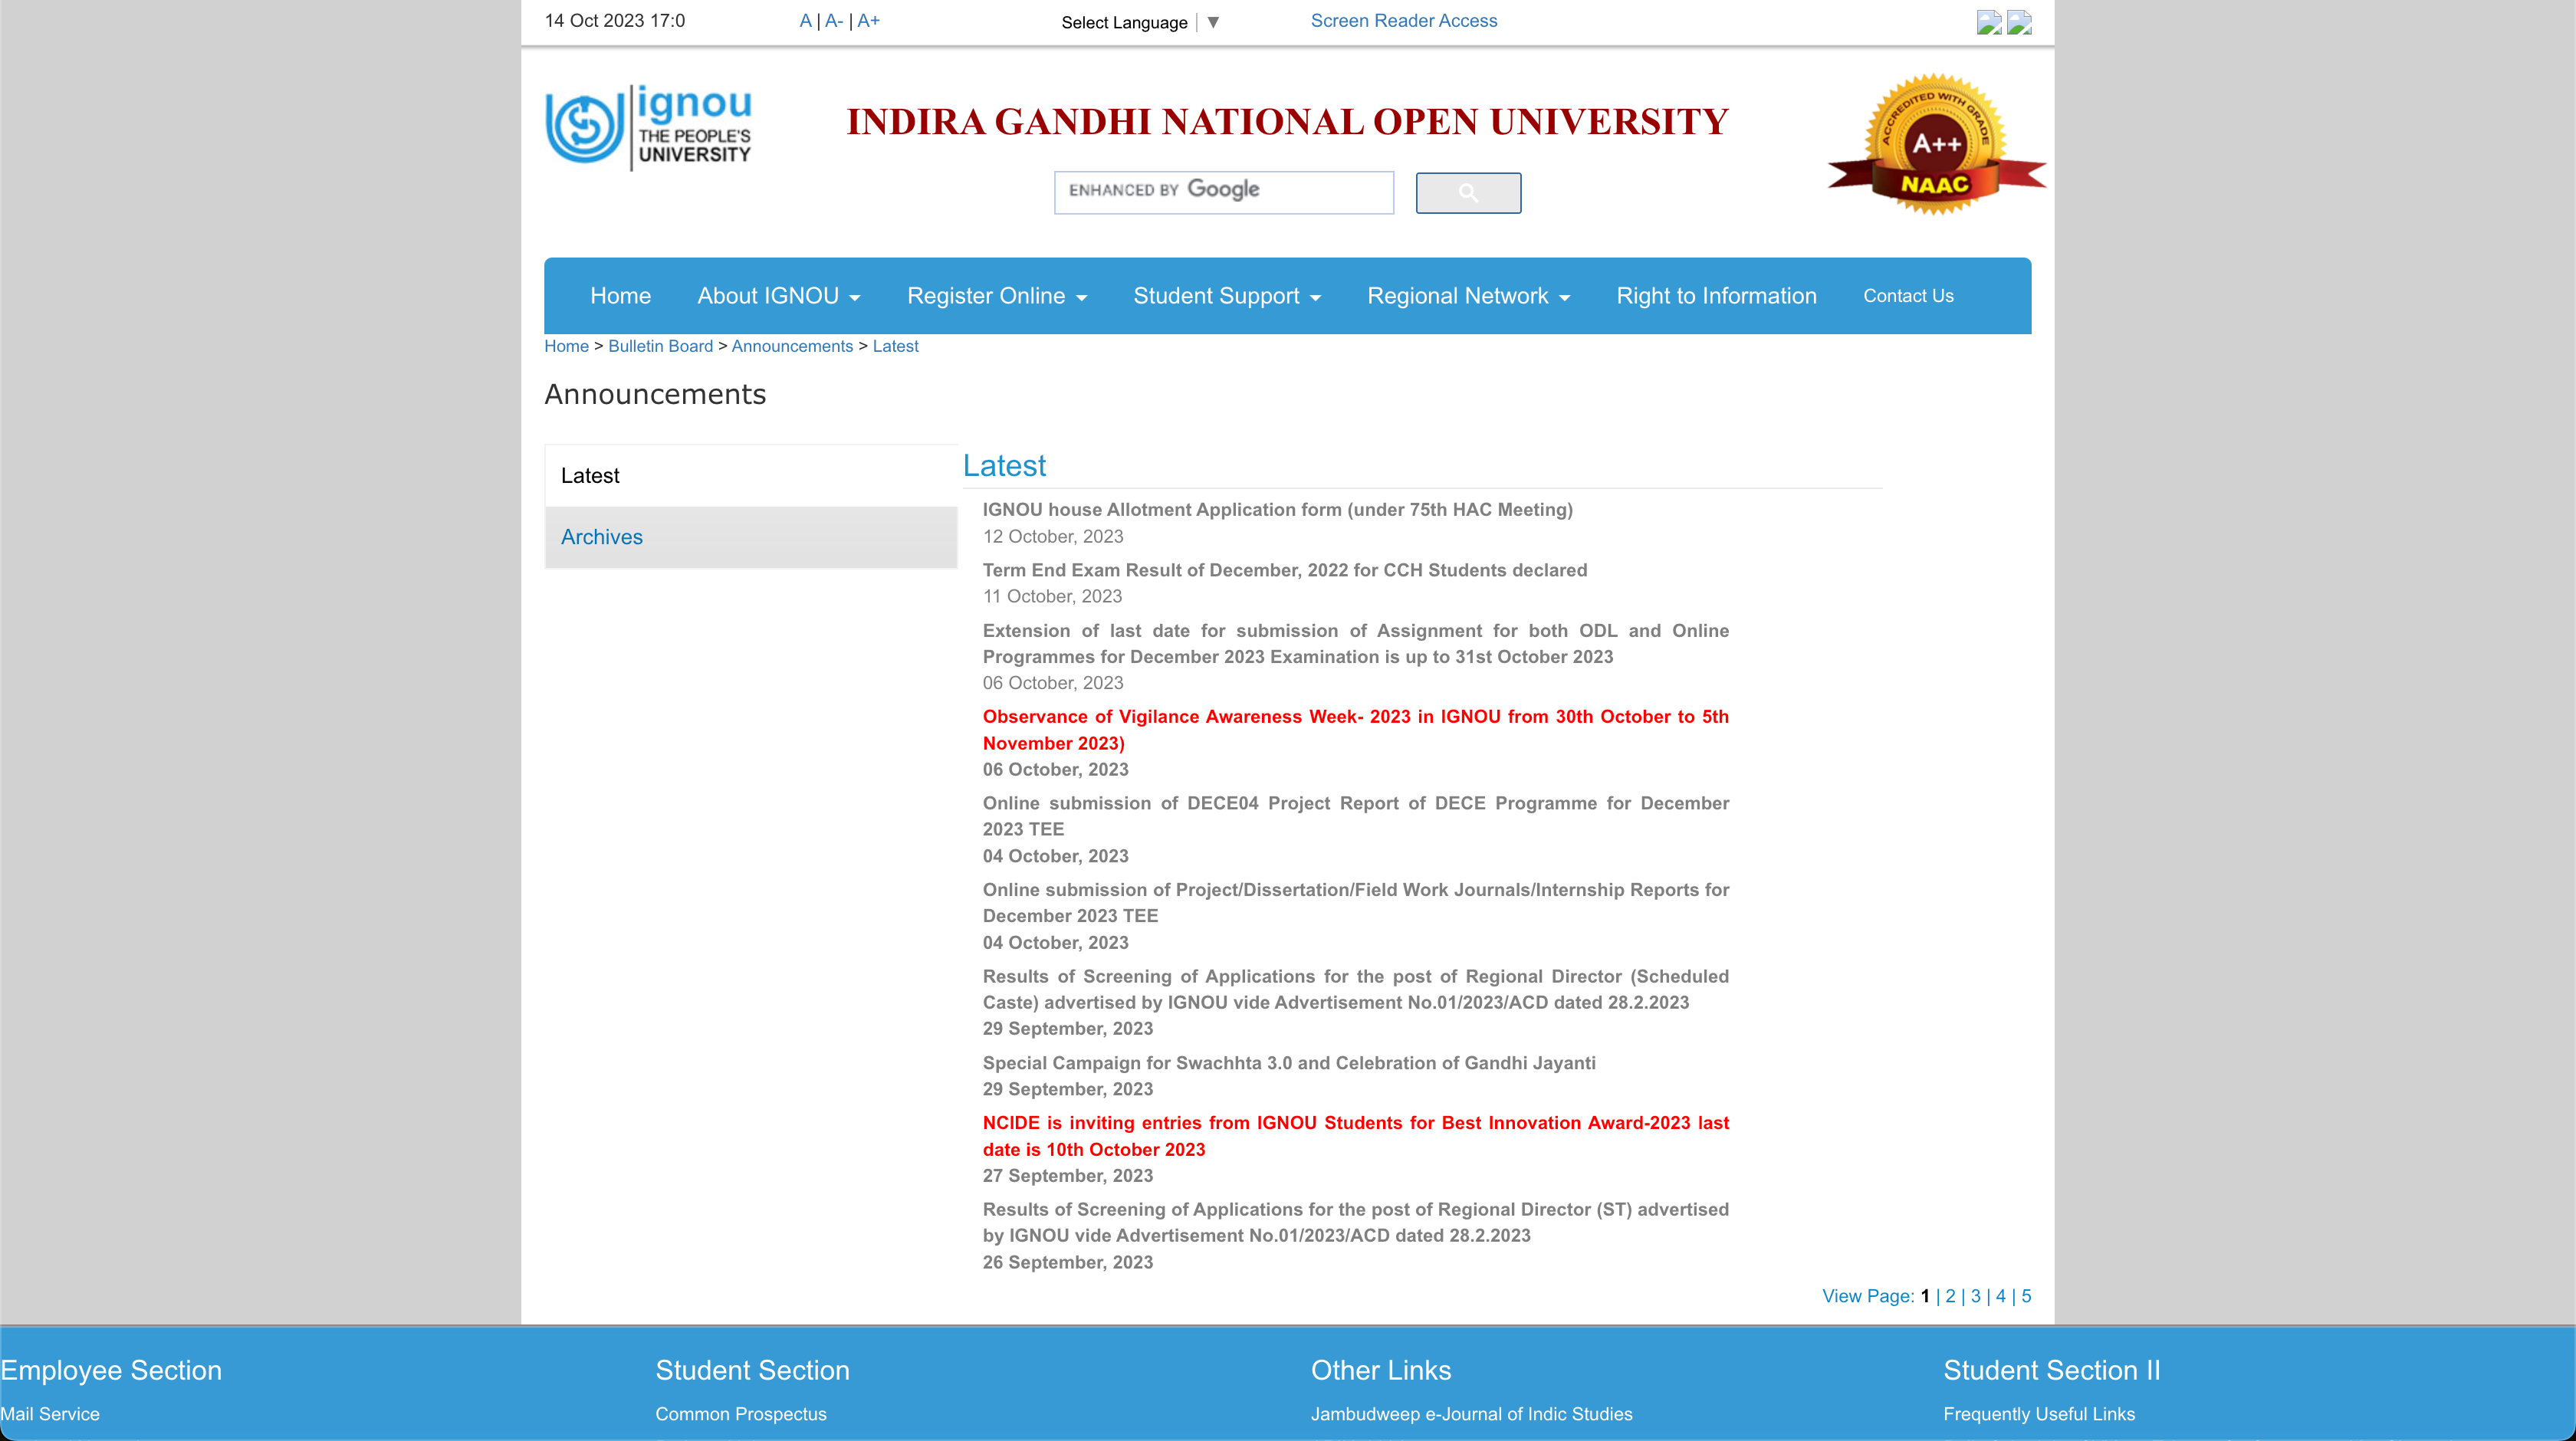 14 Oct 2023 17:0
A | A- | A+
Select Language ▼
Screen Reader Access
ignou
THE PEOPLE'S
UNIVERSITY
INDIRA GANDHI NATIONAL OPEN UNIVERSITY
ENHANCED BY Google
ACCREDITED WITH GRADE
A++
NAAC
Home
About IGNOU
Register Online
Student Support
Regional Network
Right to Information
Contact Us
Home > Bulletin Board > Announcements > Latest
Announcements
Latest
Archives
Latest
IGNOU house Allotment Application form (under 75th HAC Meeting)
12 October, 2023
Term End Exam Result of December, 2022 for CCH Students declared
11 October, 2023
Extension of last date for submission of Assignment for both ODL and Online
Programmes for December 2023 Examination is up to 31st October 2023
06 October, 2023
Observance of Vigilance Awareness Week- 2023 in IGNOU from 30th October to 5th
November 2023)
06 October, 2023
Online submission of DECE04 Project Report of DECE Programme for December
2023 TEE
04 October, 2023
Online submission of Project/Dissertation/Field Work Journals/Internship Reports for
December 2023 TEE
04 October, 2023
Results of Screening of Applications for the post of Regional Director (Scheduled
Caste) advertised by IGNOU vide Advertisement No.01/2023/ACD dated 28.2.2023
29 September, 2023
Special Campaign for Swachhta 3.0 and Celebration of Gandhi Jayanti
29 September, 2023
NCIDE is inviting entries from IGNOU Students for Best Innovation Award-2023 last
date is 10th October 2023
27 September, 2023
Results of Screening of Applications for the post of Regional Director (ST) advertised
by IGNOU vide Advertisement No.01/2023/ACD dated 28.2.2023
26 September, 2023
View Page: 1 | 2 | 3 | 4 | 5
Employee Section
Mail Service
Student Section
Common Prospectus
Other Links
Jambudweep e-Journal of Indic Studies
Student Section II
Frequently Useful Links